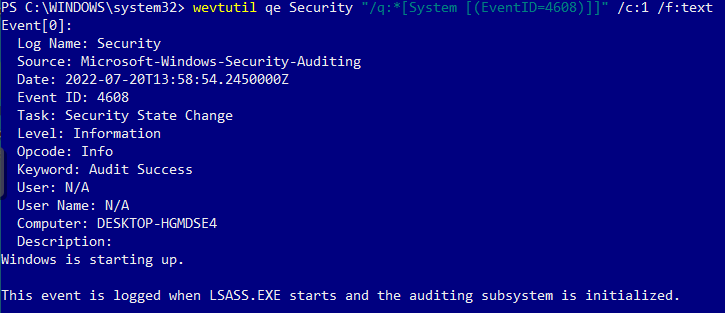 PS C:\WINDOWS\system32> wevtutil qe Security "/q:*[System [(EventID=4608)]]" /c:1 /f:text
Event[0]:
  Log Name: Security
  Source: Microsoft-Windows-Security-Auditing
  Date: 2022-07-20T13:58:54.2450000Z
  Event ID: 4608
  Task: Security State Change
  Level: Information
  Opcode: Info
  Keyword: Audit Success
  User: N/A
  User Name: N/A
  Computer: DESKTOP-HGMDSE4
  Description:
Windows is starting up.

This event is logged when LSASS.EXE starts and the auditing subsystem is initialized.